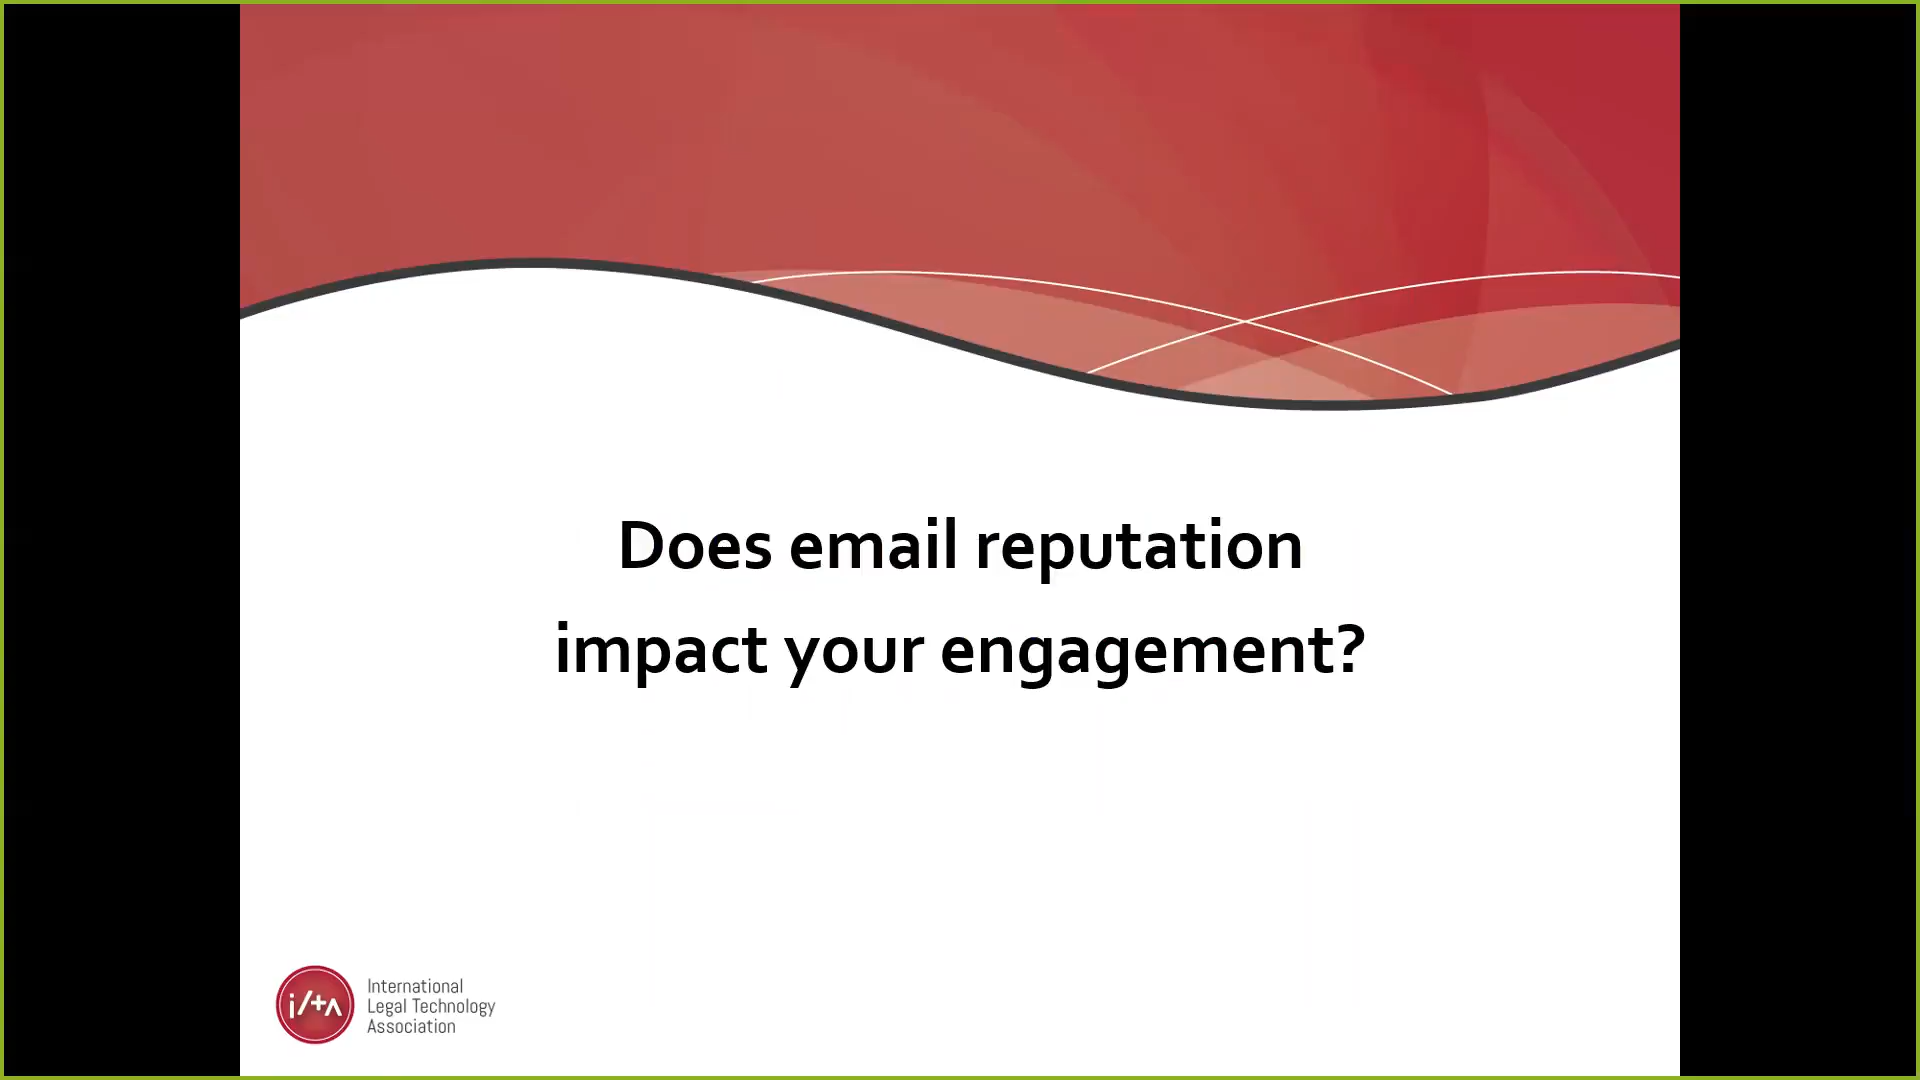 Does email reputation
impact your engagement?
i/+A
International
Legal Technology
Association